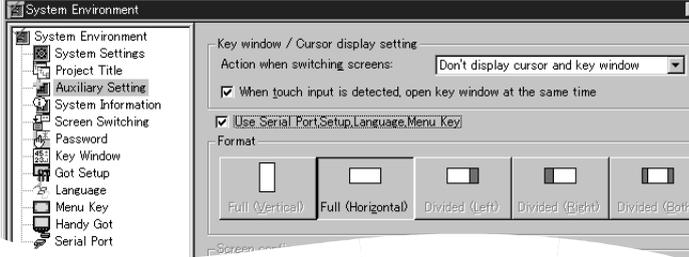 System Environment
System Environment
System Settings
Project Title
Auxiliary Setting
System Information
Screen Switching
Password
Key Window
Got Setup
Language
Menu Key
Handy Got
Serial Port
Key window / Cursor display setting
Action when switching screens: Don't display cursor and key window
When touch input is detected, open key window at the same time
Use Serial Port,Setup,Language,Menu Key
Format
Full (Vertical) Full (Horizontal) Divided (Left) Divided (Right) Divided (Both